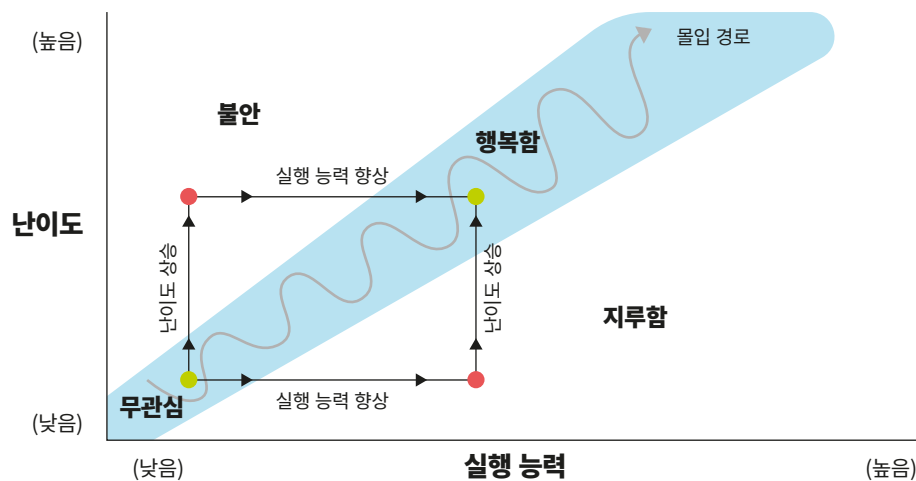 (높음)
몰입 경로
불안
행복함
실행 능력 향상
난이도
난이도 상승
난이도 상승
지루함
무관심
실행 능력 향상
(낮음)
(낮음)
실행 능력
(높음)